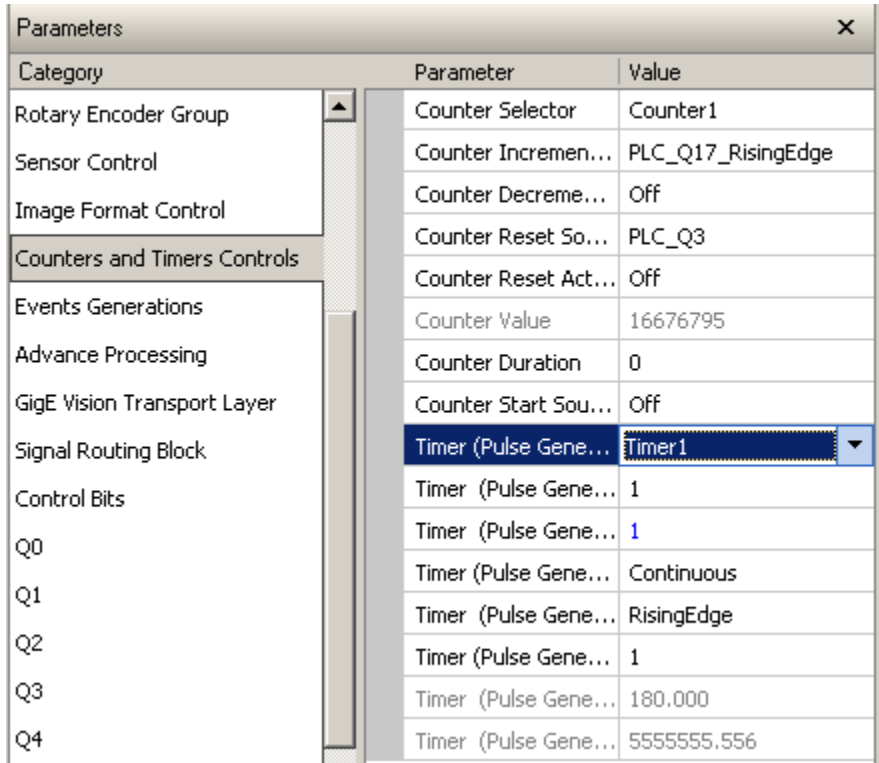 Parameters
Category
Parameter Value
Rotary Encoder Group
Sensor Control
Image Format Control
Counters and Timers Controls
Events Generations
Advance Processing
GigE Vision Transport Layer
Signal Routing Block
Control Bits
Q0
Q1
Q2
Q3
Q4
Counter Selector Counter1
Counter Incremen... PLC_Q17_RisingEdge
Counter Decreme... Off
Counter Reset So... PLC_Q3
Counter Reset Act... Off
Counter Value 16676795
Counter Duration 0
Counter Start Sou... Off
Timer (Pulse Gene... Timer1
Timer (Pulse Gene... 1
Timer (Pulse Gene... 1
Timer (Pulse Gene... Continuous
Timer (Pulse Gene... RisingEdge
Timer (Pulse Gene... 1
Timer (Pulse Gene... 180.000
Timer (Pulse Gene... 5555555.556